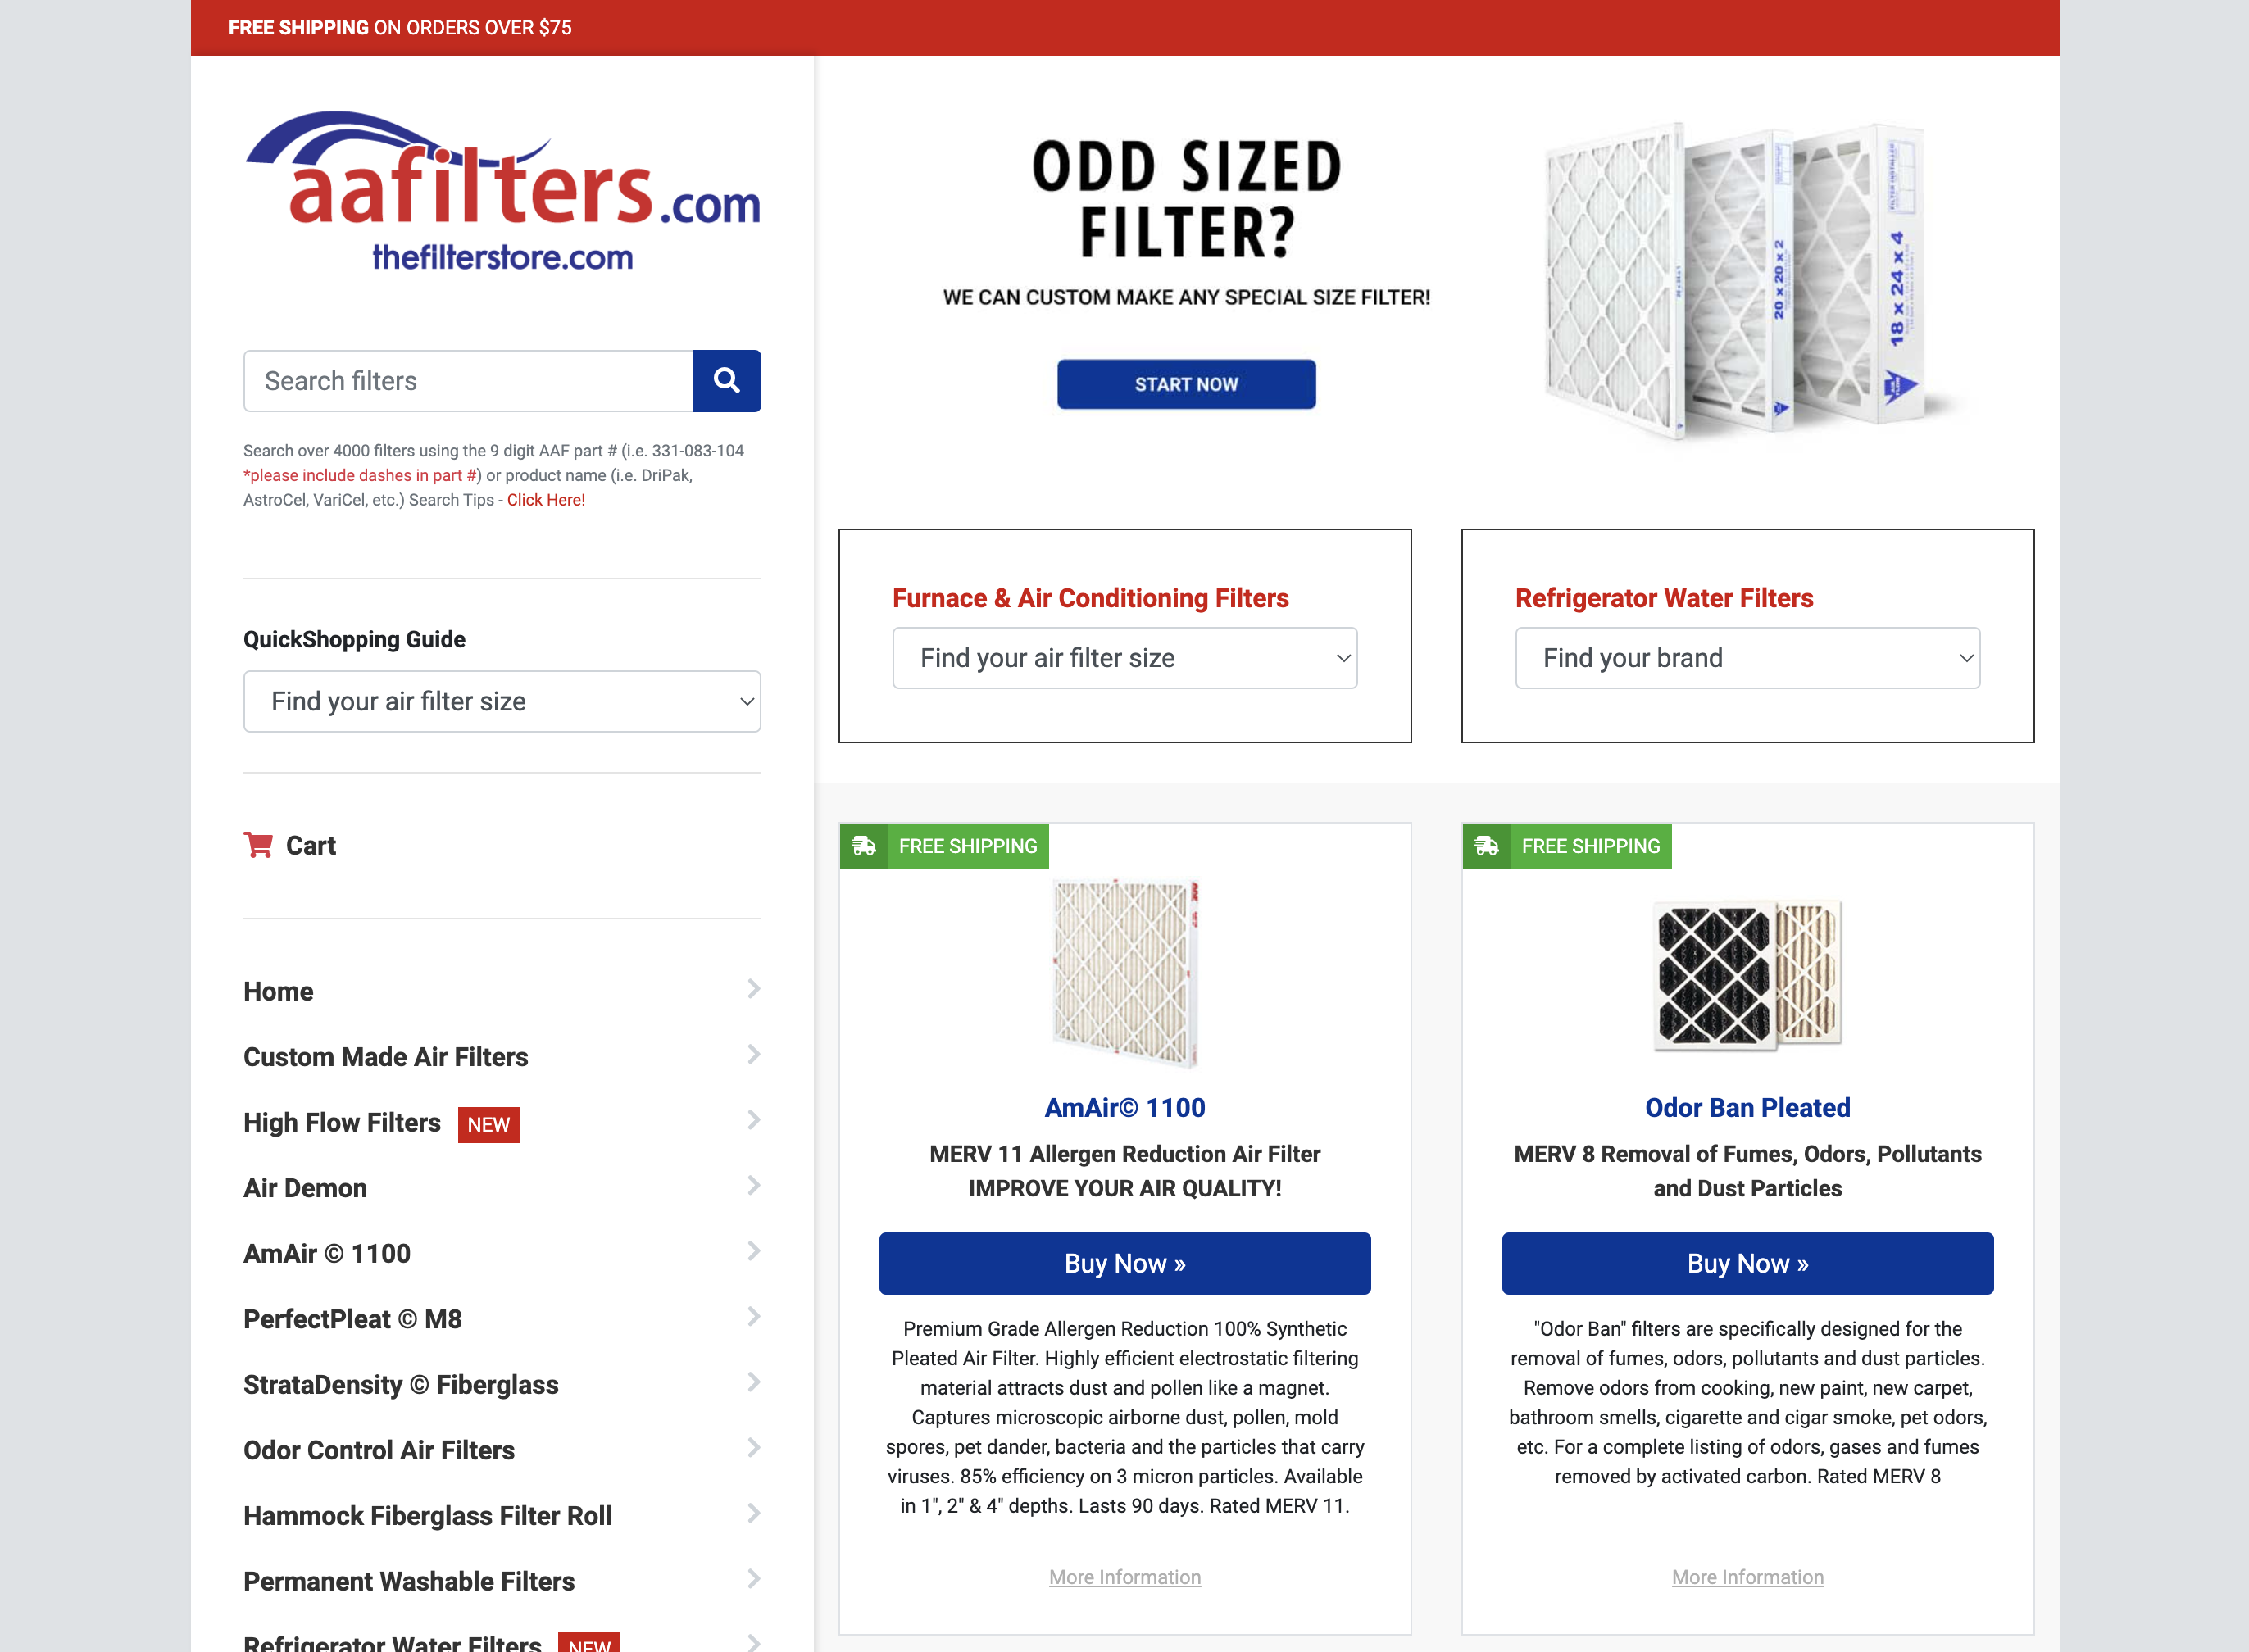 FREE SHIPPING ON ORDERS OVER $75
aafilters.com
thefilterstore.com
Search filters
Search over 4000 filters using the 9 digit AAF part # (i.e. 331-083-104
*please include dashes in part #) or product name (i.e. DriPak,
AstroCel, VariCel, etc.) Search Tips - Click Here!
QuickShopping Guide
Find your air filter size
Cart
Home
Custom Made Air Filters
High Flow Filters NEW
Air Demon
AmAir © 1100
PerfectPleat © M8
StrataDensity © Fiberglass
Odor Control Air Filters
Hammock Fiberglass Filter Roll
Permanent Washable Filters
Refrigerator Water Filters NEW
ODD SIZED
FILTER?
WE CAN CUSTOM MAKE ANY SPECIAL SIZE FILTER!
START NOW
20 x 20 x 2
18 x 24 x 4
Furnace & Air Conditioning Filters
Find your air filter size
Refrigerator Water Filters
Find your brand
FREE SHIPPING
AmAir© 1100
MERV 11 Allergen Reduction Air Filter
IMPROVE YOUR AIR QUALITY!
Buy Now »
Premium Grade Allergen Reduction 100% Synthetic
Pleated Air Filter. Highly efficient electrostatic filtering
material attracts dust and pollen like a magnet.
Captures microscopic airborne dust, pollen, mold
spores, pet dander, bacteria and the particles that carry
viruses. 85% efficiency on 3 micron particles. Available
in 1", 2" & 4" depths. Lasts 90 days. Rated MERV 11.
More Information
FREE SHIPPING
Odor Ban Pleated
MERV 8 Removal of Fumes, Odors, Pollutants
and Dust Particles
Buy Now »
"Odor Ban" filters are specifically designed for the
removal of fumes, odors, pollutants and dust particles.
Remove odors from cooking, new paint, new carpet,
bathroom smells, cigarette and cigar smoke, pet odors,
etc. For a complete listing of odors, gases and fumes
removed by activated carbon. Rated MERV 8
More Information